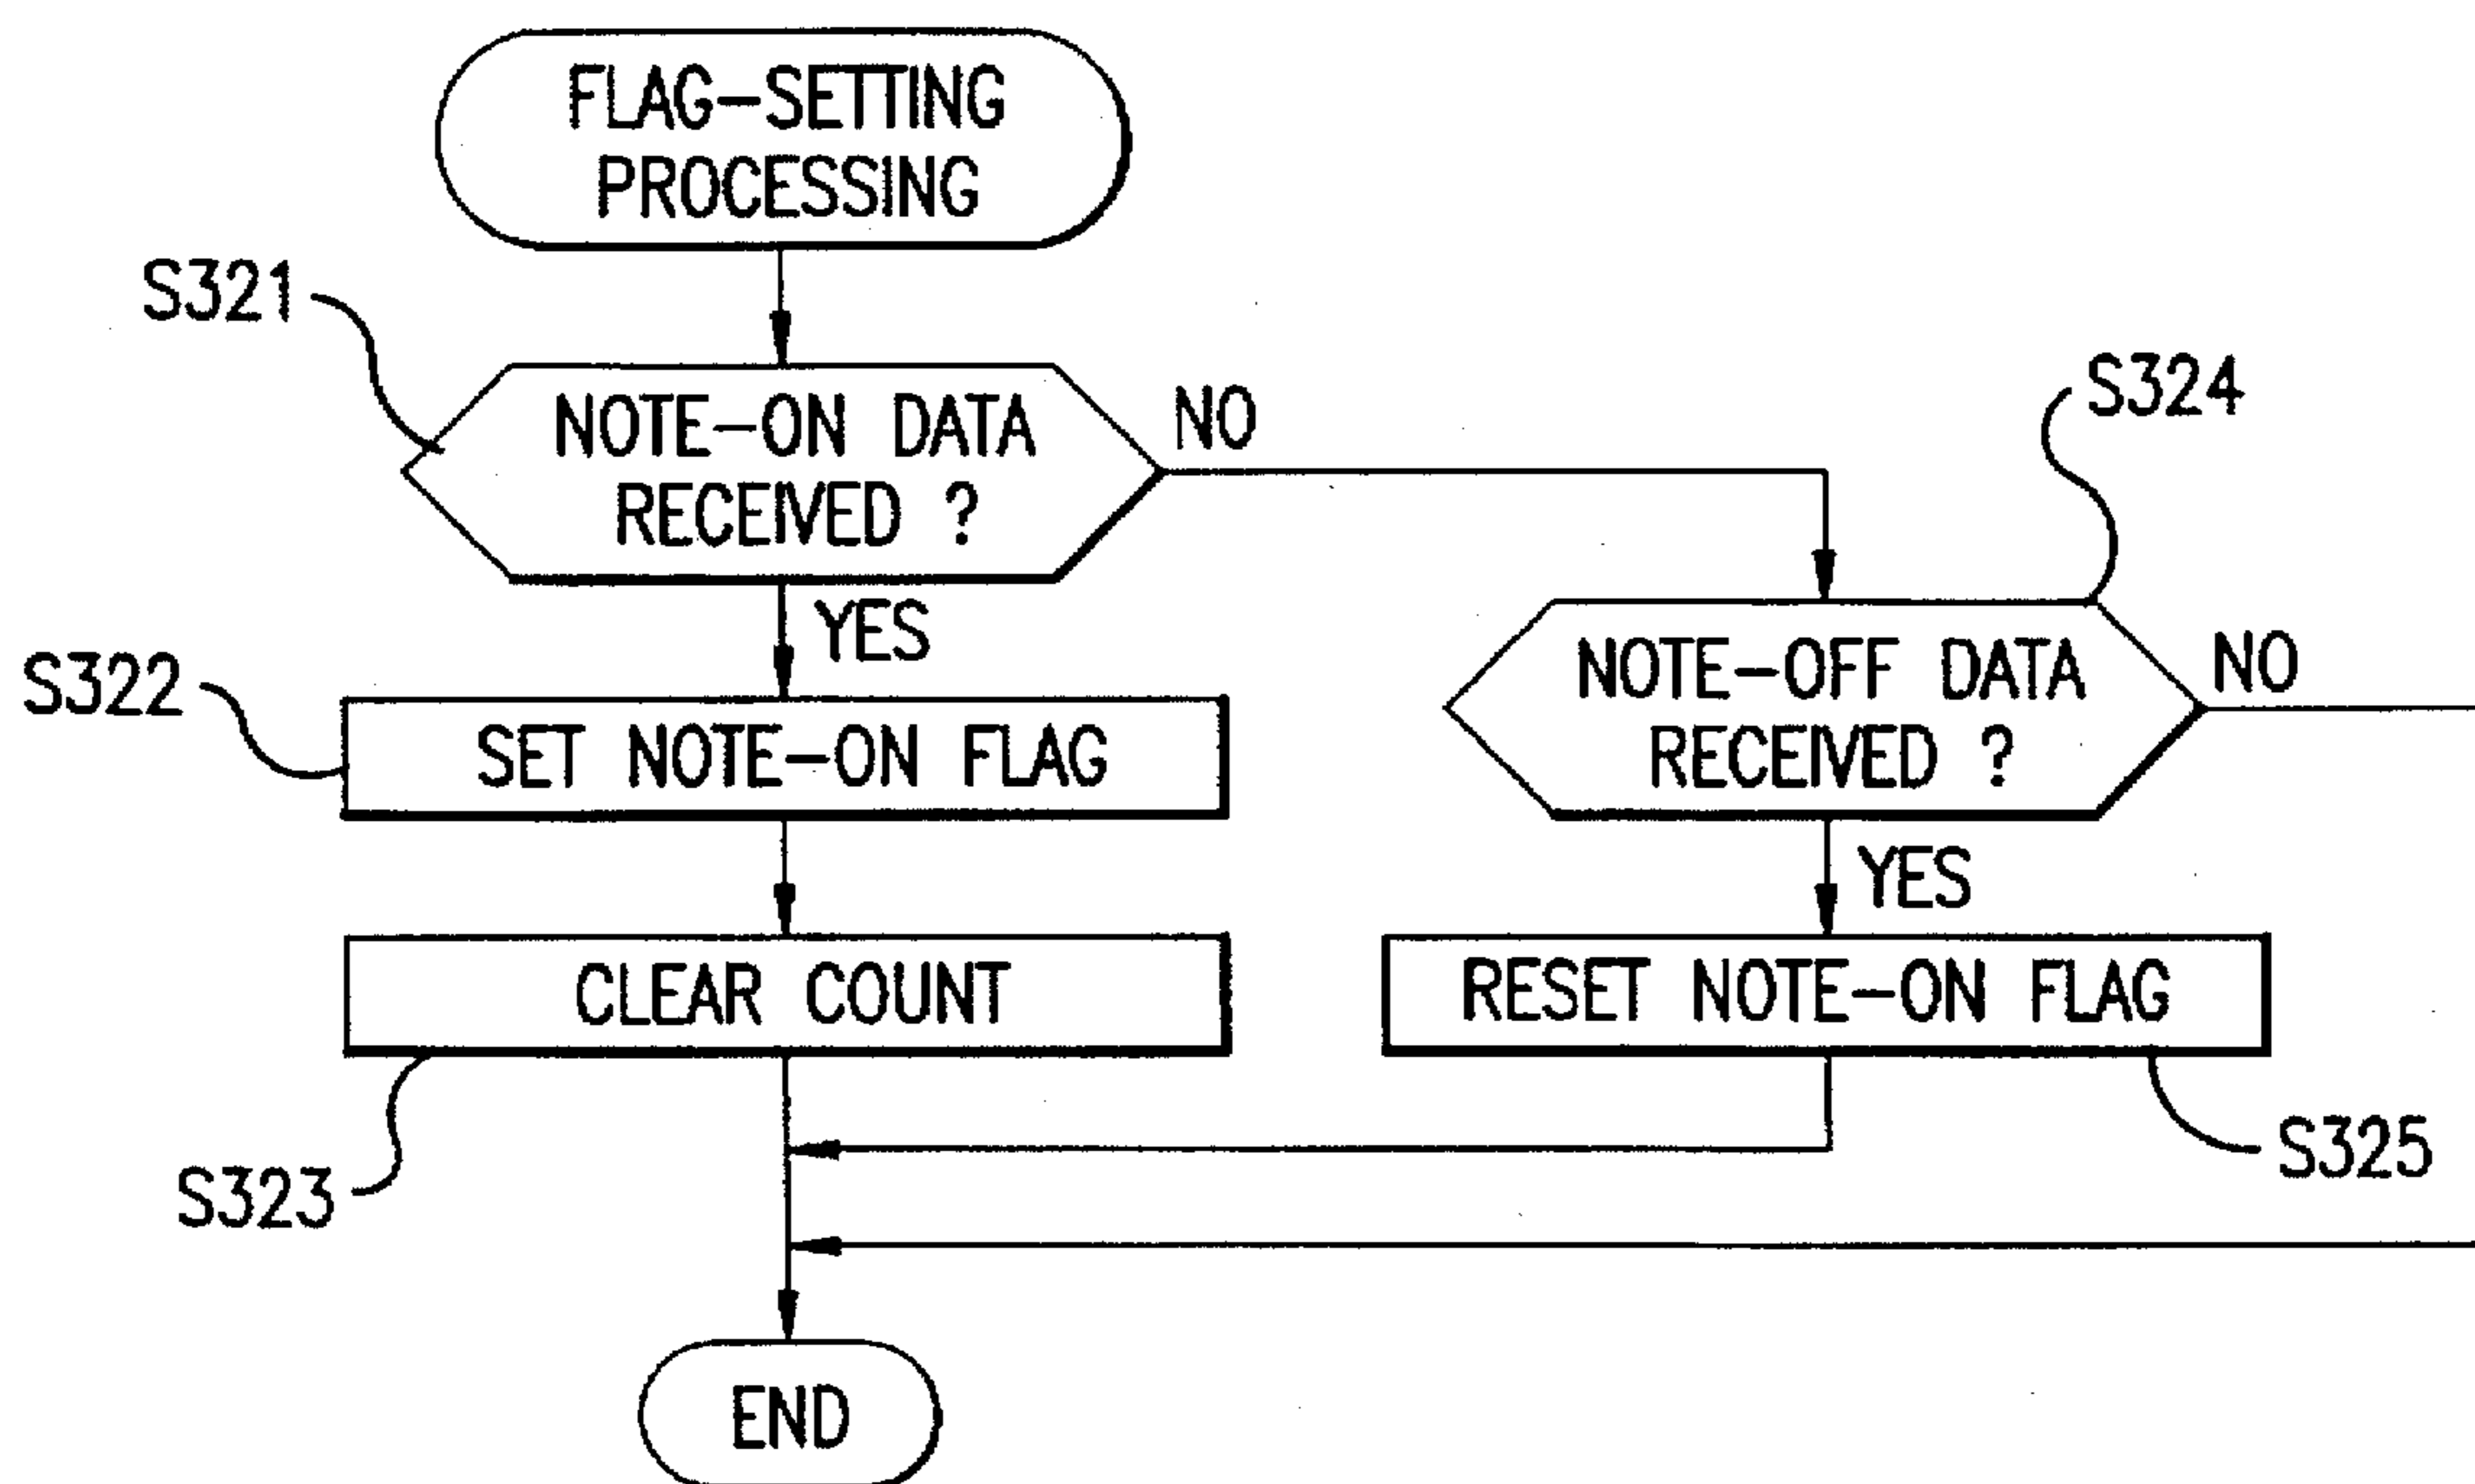 FLAG-SETTING
PROCESSING
S321
NOTE-ON DATA
RECEIVED ?
NO
YES
S322
SET NOTE-ON FLAG
CLEAR COUNT
S323
S324
NOTE-OFF DATA
RECEIVED ?
NO
YES
RESET NOTE-ON FLAG
S325
END